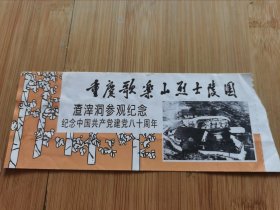 重庆歌乐山烈士陵园
渣滓洞参观纪念
纪念中国共产党建党八十周年